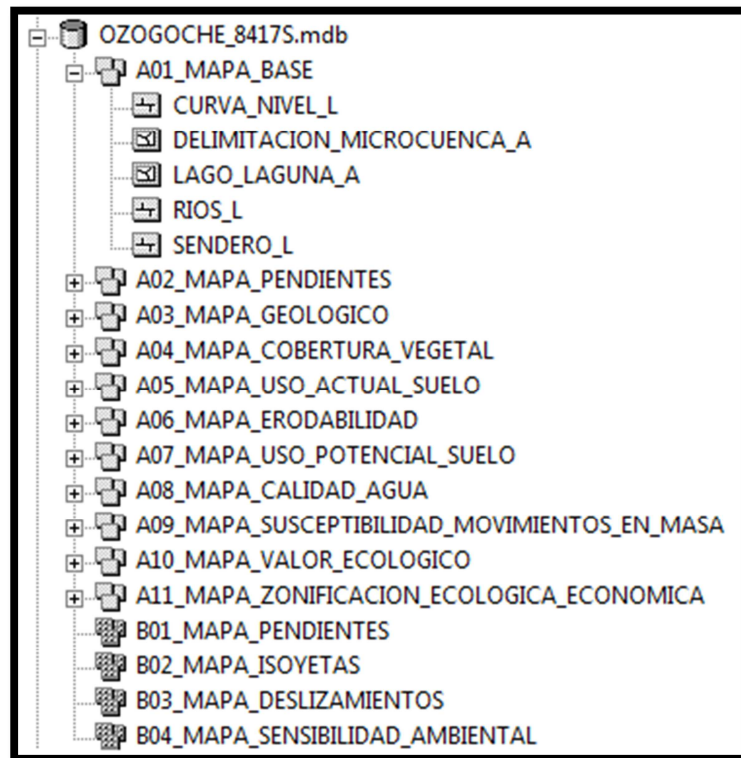 OZOGOCHE_8417S.mdb
A01_MAPA_BASE
CURVA_NIVEL_L
DELIMITACION_MICROCUENCA_A
LAGO_LAGUNA_A
RIOS_L
SENDERO_L
A02_MAPA_PENDIENTES
A03_MAPA_GEOLOGICO
A04_MAPA_COBERTURA_VEGETAL
A05_MAPA_USO_ACTUAL_SUELO
A06_MAPA_ERODABILIDAD
A07_MAPA_USO_POTENCIAL_SUELO
A08_MAPA_CALIDAD_AGUA
A09_MAPA_SUSCEPTIBILIDAD_MOVIMIENTOS_EN_MASA
A10_MAPA_VALOR_ECOLOGICO
A11_MAPA_ZONIFICACION_ECOLOGICA_ECONOMICA
B01_MAPA_PENDIENTES
B02_MAPA_ISOYETAS
B03_MAPA_DESLIZAMIENTOS
B04_MAPA_SENSIBILIDAD_AMBIENTAL